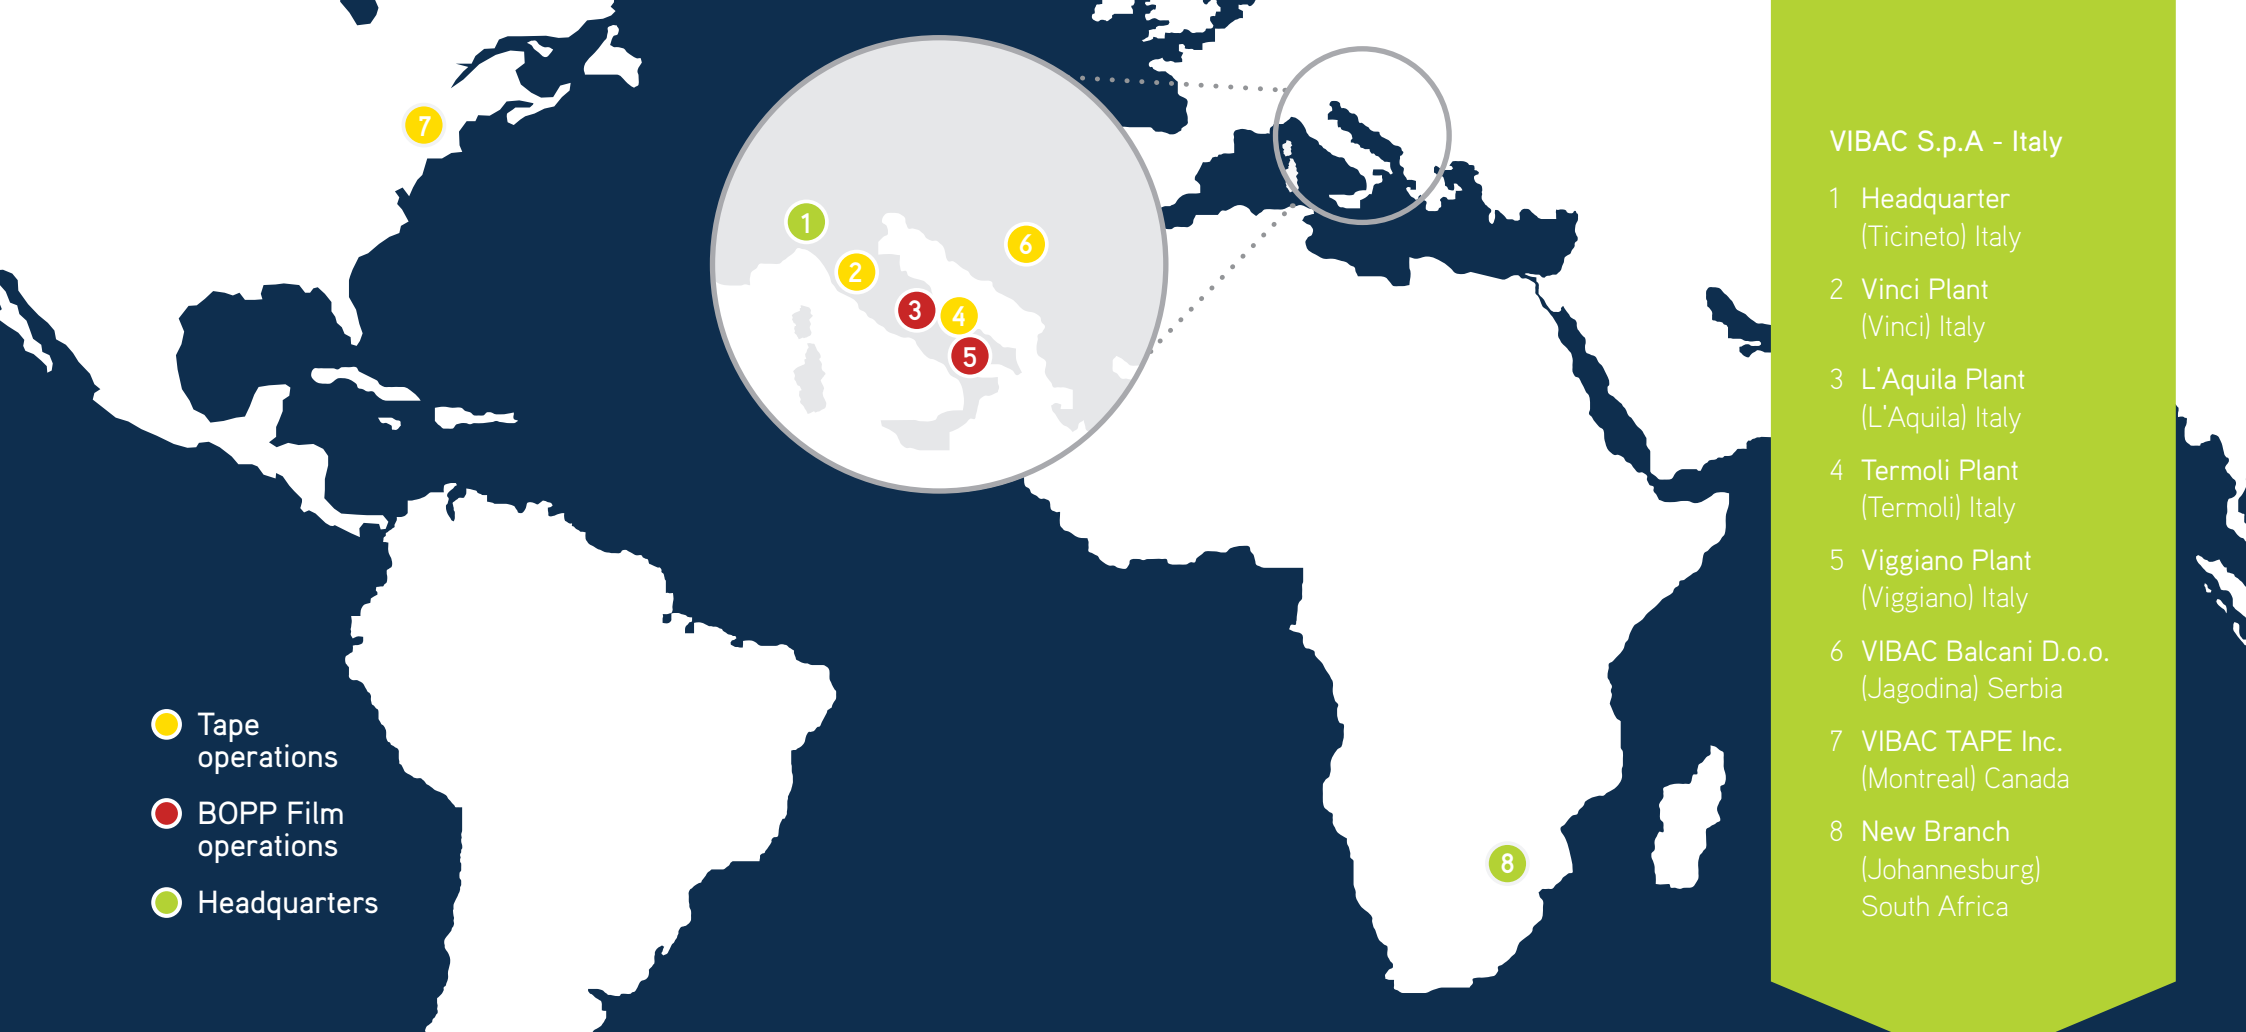 7
1
2
3
4
5
6
8
Tape
operations
BOPP Film
operations
Headquarters
VIBAC S.p.A - Italy
1 Headquarter
(Ticineto) Italy
2 Vinci Plant
(Vinci) Italy
3 L'Aquila Plant
(L'Aquila) Italy
4 Termoli Plant
(Termoli) Italy
5 Viggiano Plant
(Viggiano) Italy
6 VIBAC Balcani D.o.o.
(Jagodina) Serbia
7 VIBAC TAPE Inc.
(Montreal) Canada
8 New Branch
(Johannesburg)
South Africa